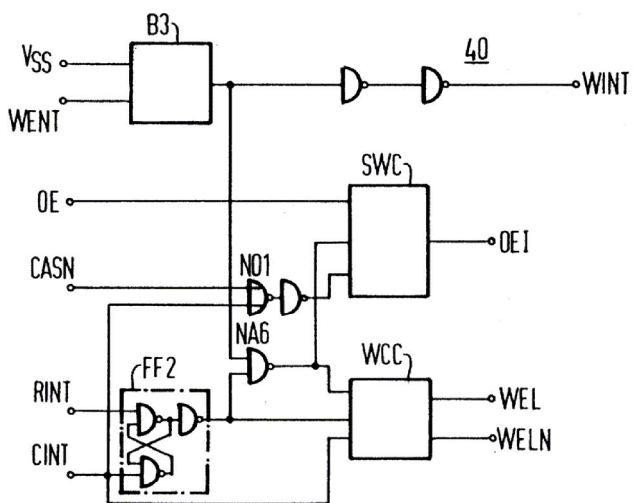 B3
40
VSS
WENT
WINT
SWC
OE
OEI
CASN
NO1
NA6
WCC
FF2
RINT
WEL
WELN
CINT